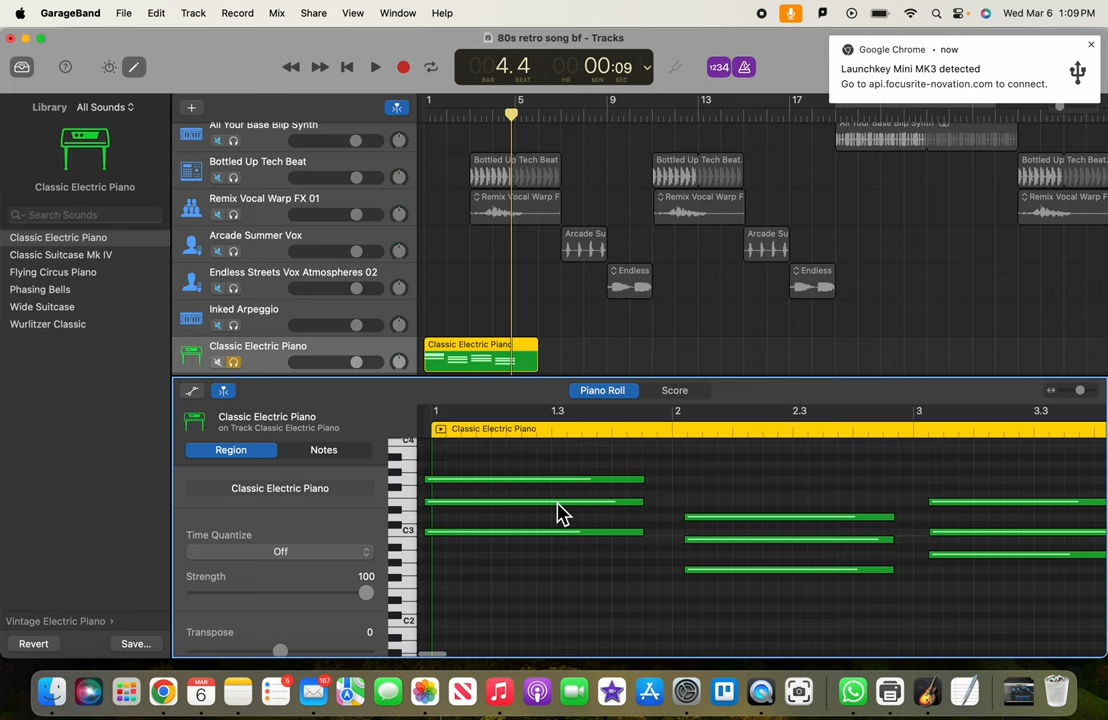 GarageBand File Edit Track Record Mix Share View Window Help Wed Mar 6 1:09 PM
80s retro song bf - Tracks
Google Chrome • now
Launchkey Mini MK3 detected
Go to api.focusrite-novation.com to connect.
4.4 00:09
BAR BEAT HR MIN SEC
1234
Library All Sounds
1 5 9 13 17
All Your Base Blip Synth
Bottled Up Tech Beat
Bottled Up Tech Beat
Bottled Up Tech Beat.
Bottled Up Tech Beat.
Classic Electric Piano
Search Sounds
Remix Vocal Warp FX 01
Remix Vocal Warp F
Remix Vocal Warp F
Remix Vocal W
Classic Electric Piano
Classic Suitcase Mk IV
Flying Circus Piano
Phasing Bells
Wide Suitcase
Wurlitzer Classic
Arcade Summer Vox
Arcade Su
Arcade Su
Endless Streets Vox Atmospheres 02
Endless
Endless
Inked Arpeggio
Classic Electric Piano
Classic Electric Piano
Piano Roll Score
Classic Electric Piano
on Track Classic Electric Piano
1 1.3 2 2.3 3 3.3
Classic Electric Piano
Region Notes
C4
Classic Electric Piano
C3
Time Quantize
Off
Strength 100
C2
Transpose 0
Vintage Electric Piano ›
Revert Save...
MAR
6
5
167